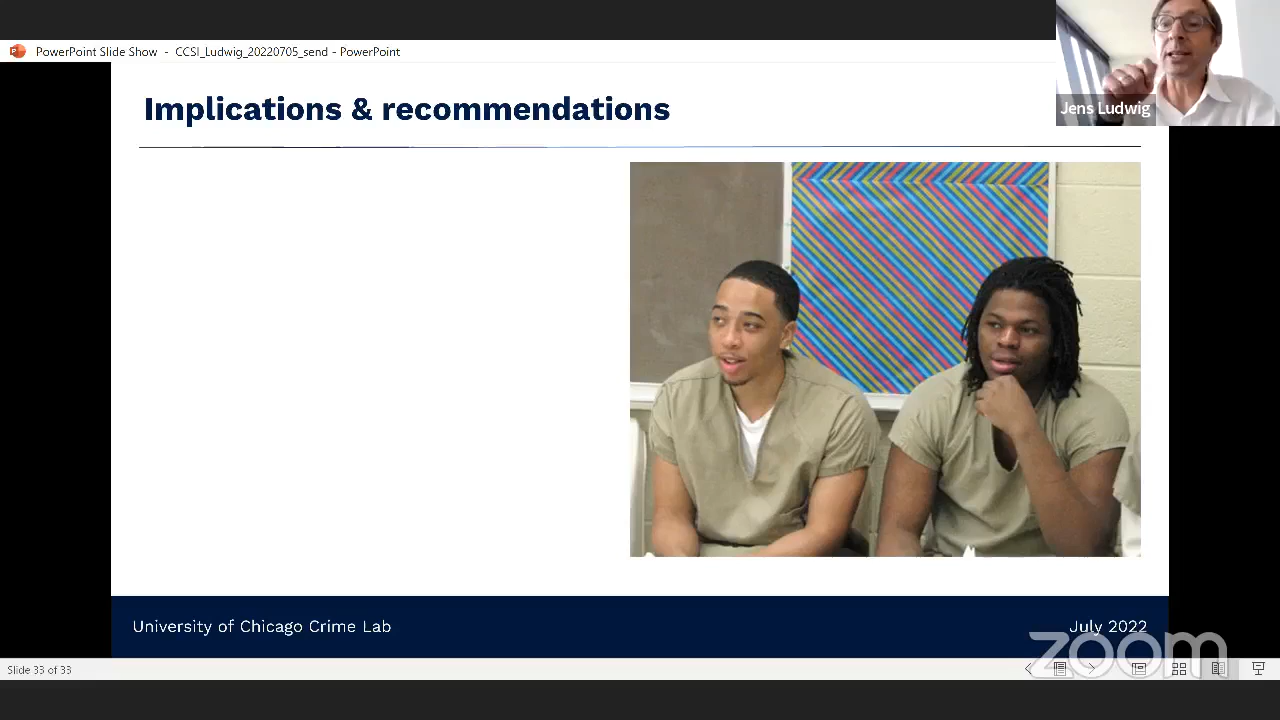 PowerPoint Slide Show - CCSI_Ludwig_20220705_send - PowerPoint
Jens Ludwig
Implications & recommendations
University of Chicago Crime Lab
July 2022
zoom
Slide 33 of 33